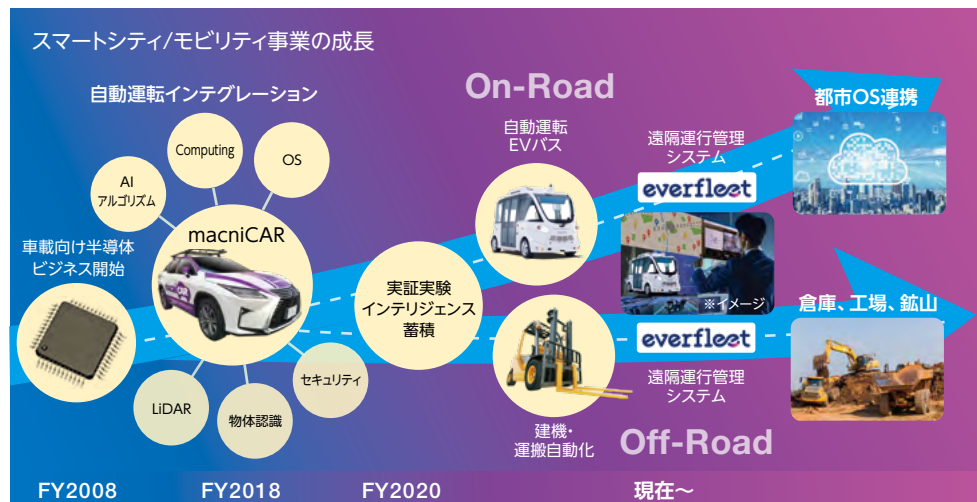 スマートシティ/モビリティ事業の成長
自動運転インテグレーション
Computing
OS
AI
アルゴリズム
macniCAR
車載向け半導体
ビジネス開始
LiDAR
物体認識
セキュリティ
実証実験
インテリジェンス
蓄積
On-Road
自動運転
EVバス
遠隔運行管理
システム
everfleet
※イメージ
都市OS連携
建機・
運搬自動化
everfleet
遠隔運行管理
システム
Off-Road
倉庫、工場、鉱山
FY2008
FY2018
FY2020
現在～